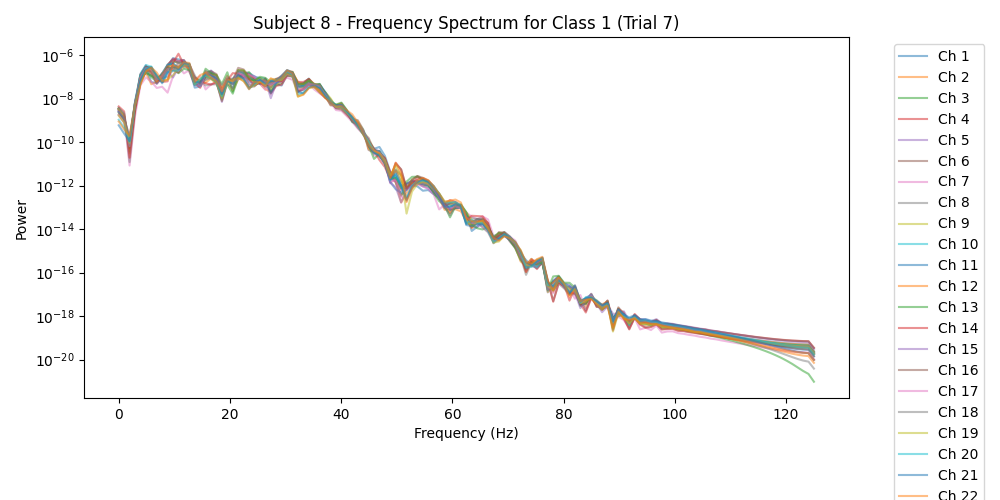 Subject 8 - Frequency Spectrum for Class 1 (Trial 7)
Power
10⁻⁶
10⁻⁸
10⁻¹⁰
10⁻¹²
10⁻¹⁴
10⁻¹⁶
10⁻¹⁸
10⁻²⁰
0 20 40 60 80 100 120
Frequency (Hz)
Ch 1
Ch 2
Ch 3
Ch 4
Ch 5
Ch 6
Ch 7
Ch 8
Ch 9
Ch 10
Ch 11
Ch 12
Ch 13
Ch 14
Ch 15
Ch 16
Ch 17
Ch 18
Ch 19
Ch 20
Ch 21
Ch 22